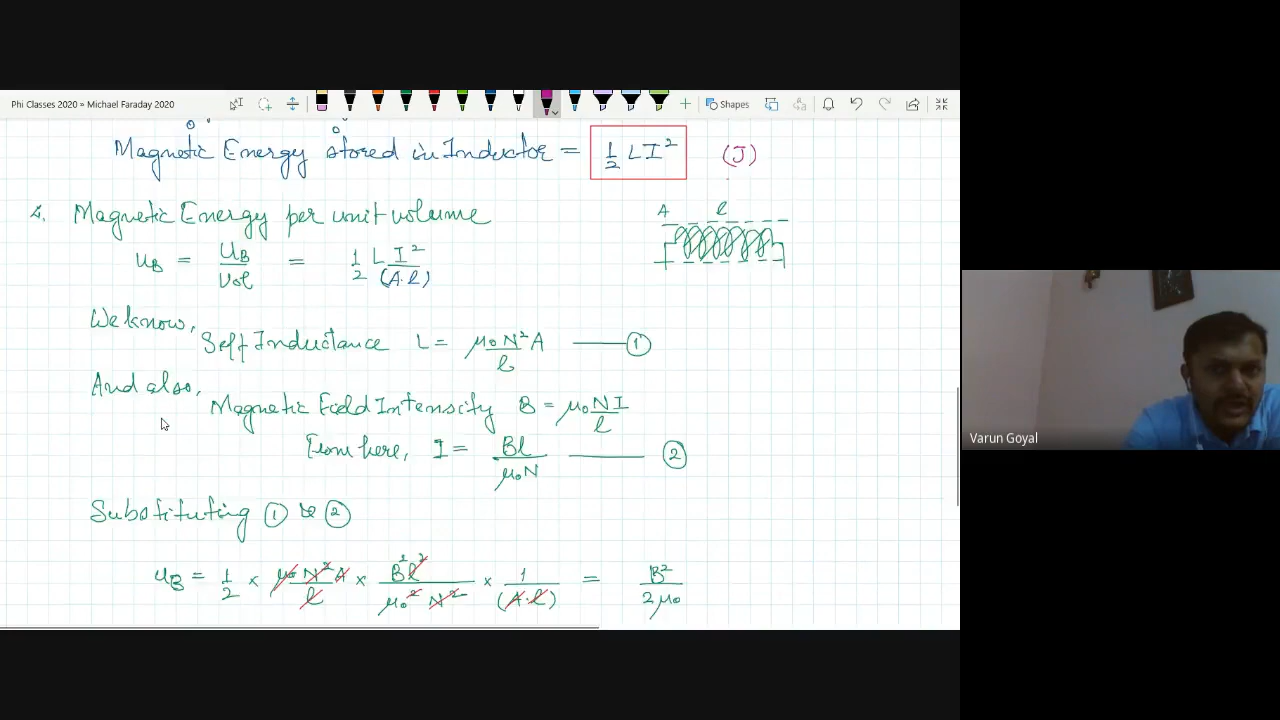 Phi Classes 2020 » Michael Faraday 2020
Shapes
Magnetic Energy stored in Inductor = 1/2 LI² (J)
Magnetic Energy per unit volume
A l
u_B = U_B/Vol = 1/2 LI²/(A.l)
We know,
Self Inductance L = μ₀N²A/l ——— ①
And also,
Magnetic Field Intenscity B = μ₀NI/l
From here, I = Bl/μ₀N ——— ②
Substituting ① & ②
u_B = 1/2 × μ₀N²A/l × B²l²/μ₀²N² × 1/(A.l) = B²/2μ₀
Varun Goyal